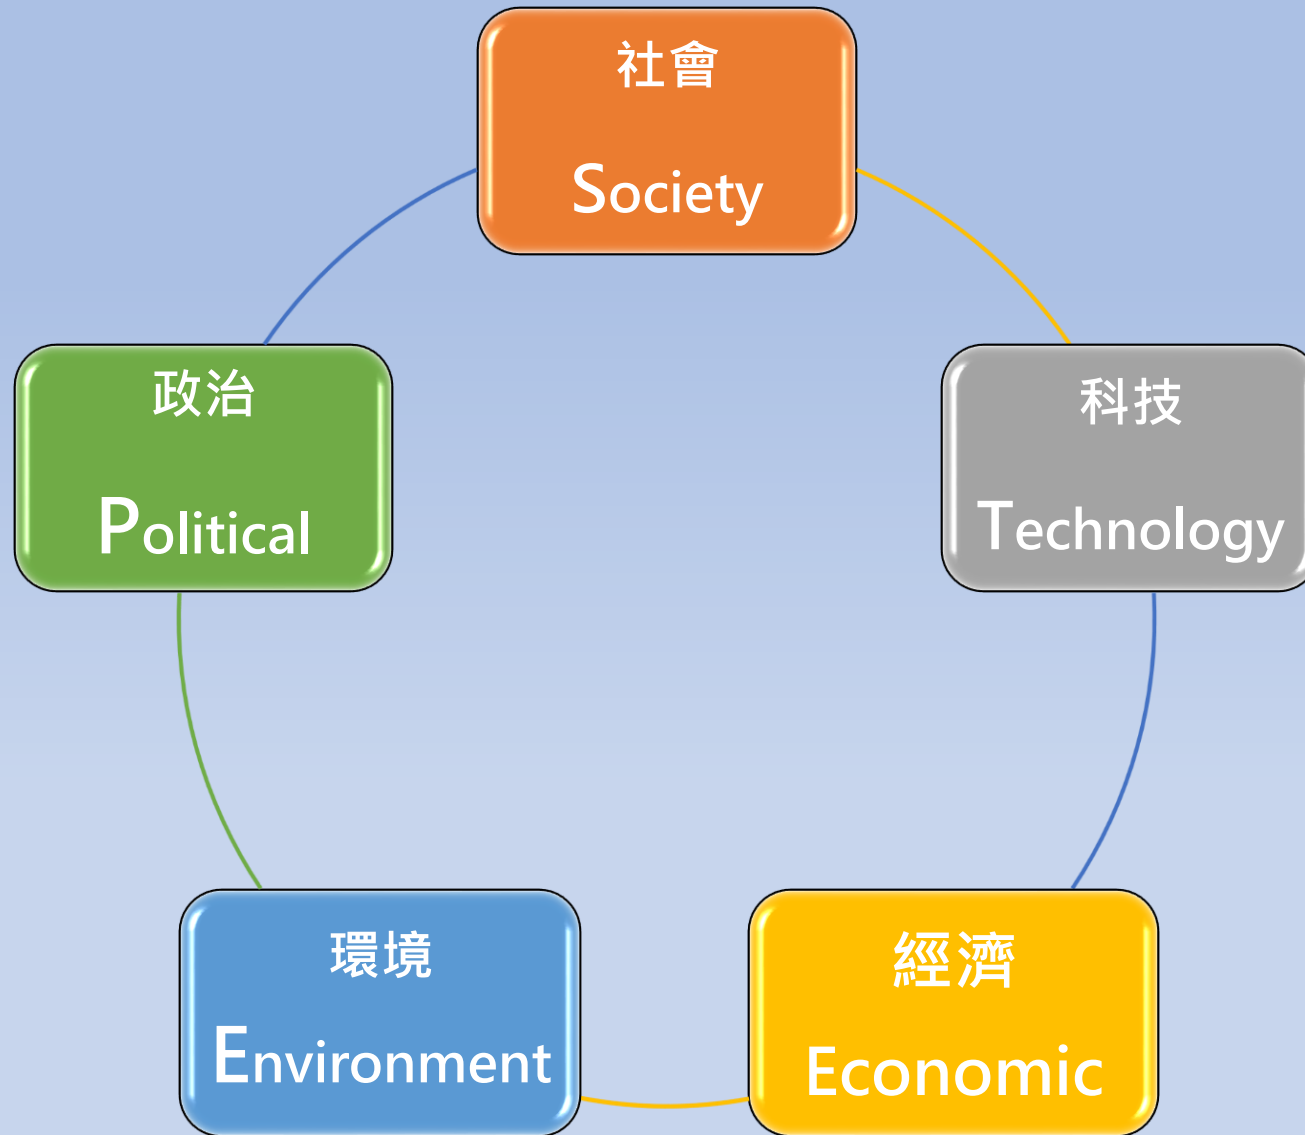 社會
Society
科技
Technology
經濟
Economic
環境
Environment
政治
Political